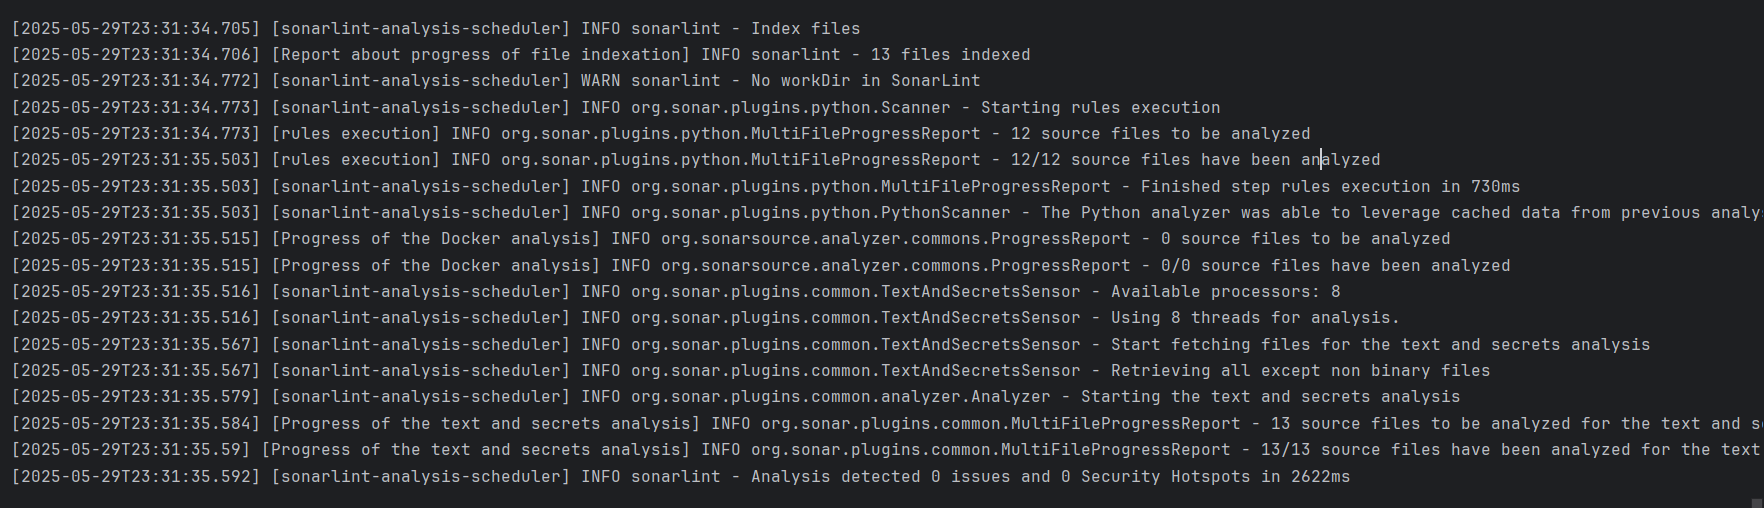 [2025-05-29T23:31:34.705] [sonarlint-analysis-scheduler] INFO sonarlint - Index files
[2025-05-29T23:31:34.706] [Report about progress of file indexation] INFO sonarlint - 13 files indexed
[2025-05-29T23:31:34.772] [sonarlint-analysis-scheduler] WARN sonarlint - No workDir in SonarLint
[2025-05-29T23:31:34.773] [sonarlint-analysis-scheduler] INFO org.sonar.plugins.python.Scanner - Starting rules execution
[2025-05-29T23:31:34.773] [rules execution] INFO org.sonar.plugins.python.MultiFileProgressReport - 12 source files to be analyzed
[2025-05-29T23:31:35.503] [rules execution] INFO org.sonar.plugins.python.MultiFileProgressReport - 12/12 source files have been analyzed
[2025-05-29T23:31:35.503] [sonarlint-analysis-scheduler] INFO org.sonar.plugins.python.MultiFileProgressReport - Finished step rules execution in 730ms
[2025-05-29T23:31:35.503] [sonarlint-analysis-scheduler] INFO org.sonar.plugins.python.PythonScanner - The Python analyzer was able to leverage cached data from previous analy
[2025-05-29T23:31:35.515] [Progress of the Docker analysis] INFO org.sonarsource.analyzer.commons.ProgressReport - 0 source files to be analyzed
[2025-05-29T23:31:35.515] [Progress of the Docker analysis] INFO org.sonarsource.analyzer.commons.ProgressReport - 0/0 source files have been analyzed
[2025-05-29T23:31:35.516] [sonarlint-analysis-scheduler] INFO org.sonar.plugins.common.TextAndSecretsSensor - Available processors: 8
[2025-05-29T23:31:35.516] [sonarlint-analysis-scheduler] INFO org.sonar.plugins.common.TextAndSecretsSensor - Using 8 threads for analysis.
[2025-05-29T23:31:35.567] [sonarlint-analysis-scheduler] INFO org.sonar.plugins.common.TextAndSecretsSensor - Start fetching files for the text and secrets analysis
[2025-05-29T23:31:35.567] [sonarlint-analysis-scheduler] INFO org.sonar.plugins.common.TextAndSecretsSensor - Retrieving all except non binary files
[2025-05-29T23:31:35.579] [sonarlint-analysis-scheduler] INFO org.sonar.plugins.common.analyzer.Analyzer - Starting the text and secrets analysis
[2025-05-29T23:31:35.584] [Progress of the text and secrets analysis] INFO org.sonar.plugins.common.MultiFileProgressReport - 13 source files to be analyzed for the text and s
[2025-05-29T23:31:35.59] [Progress of the text and secrets analysis] INFO org.sonar.plugins.common.MultiFileProgressReport - 13/13 source files have been analyzed for the text
[2025-05-29T23:31:35.592] [sonarlint-analysis-scheduler] INFO sonarlint - Analysis detected 0 issues and 0 Security Hotspots in 2622ms